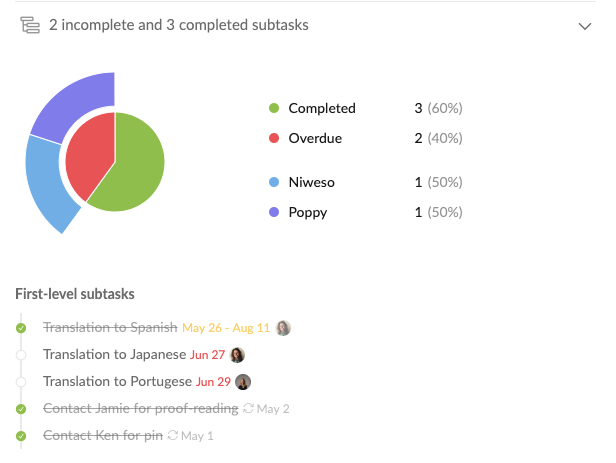 2 incomplete and 3 completed subtasks
Completed 3 (60%)
Overdue 2 (40%)
Niweso 1 (50%)
Poppy 1 (50%)
First-level subtasks
Translation to Spanish May 26 - Aug 11
Translation to Japanese Jun 27
Translation to Portugese Jun 29
Contact Jamie for proof-reading May 2
Contact Ken for pin May 1